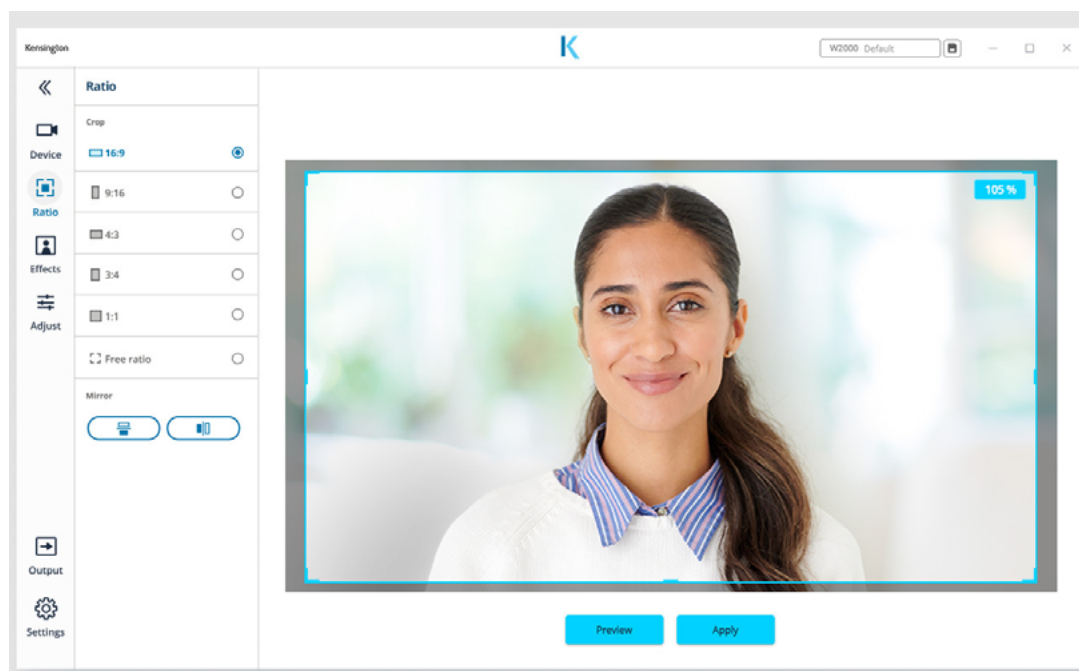 Kensington
K
W2000 Default
Ratio
Crop
16:9
9:16
4:3
3:4
1:1
Free ratio
Mirror
Device
Ratio
Effects
Adjust
Output
Settings
105 %
Preview
Apply